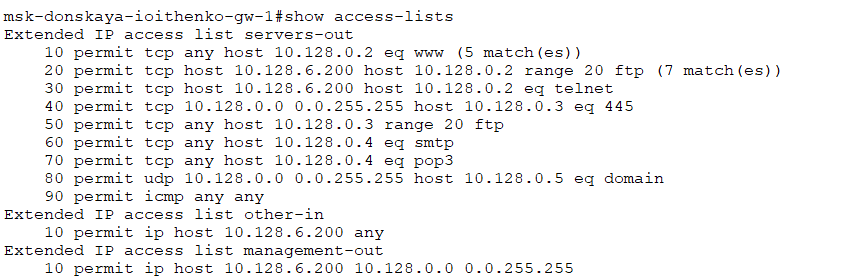 msk-donskaya-ioithenko-gw-1#show access-lists
Extended IP access list servers-out
10 permit tcp any host 10.128.0.2 eq www (5 match(es))
20 permit tcp host 10.128.6.200 host 10.128.0.2 range 20 ftp (7 match(es))
30 permit tcp host 10.128.6.200 host 10.128.0.2 eq telnet
40 permit tcp 10.128.0.0 0.0.255.255 host 10.128.0.3 eq 445
50 permit tcp any host 10.128.0.3 range 20 ftp
60 permit tcp any host 10.128.0.4 eq smtp
70 permit tcp any host 10.128.0.4 eq pop3
80 permit udp 10.128.0.0 0.0.255.255 host 10.128.0.5 eq domain
90 permit icmp any any
Extended IP access list other-in
10 permit ip host 10.128.6.200 any
Extended IP access list management-out
10 permit ip host 10.128.6.200 10.128.0.0 0.0.255.255